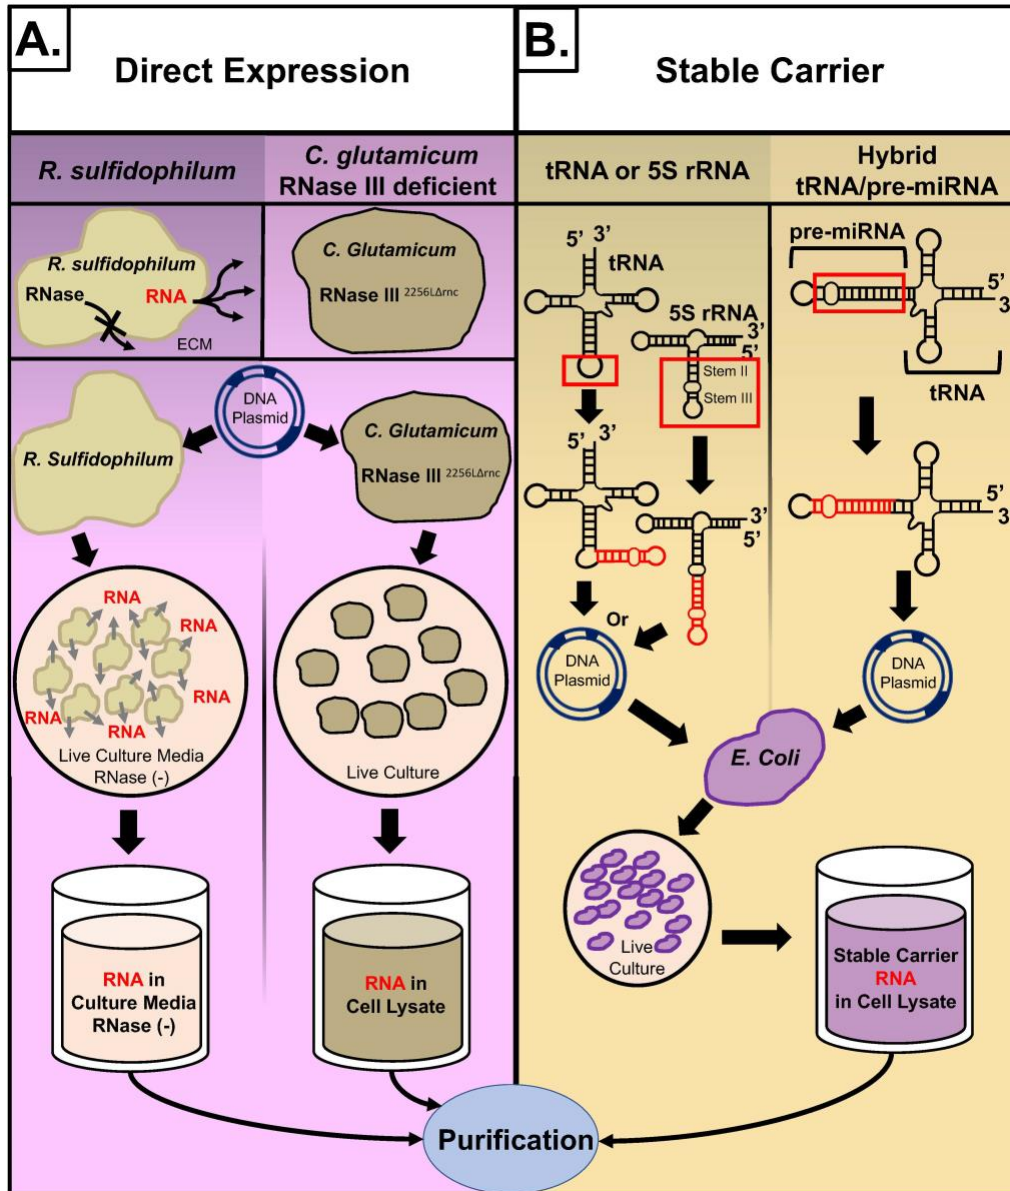 A.
Direct Expression
B.
Stable Carrier
R. sulfidophilum
C. glutamicum
RNase III deficient
tRNA or 5S rRNA
Hybrid
tRNA/pre-miRNA
R. sulfidophilum
RNase
RNA
ECM
C. Glutamicum
RNase III 2256LΔrnc
DNA
Plasmid
R. Sulfidophilum
C. Glutamicum
RNase III 2256LΔrnc
RNA
RNA
RNA
RNA
RNA
Live Culture Media
RNase (-)
Live Culture
RNA in
Culture Media
RNase (-)
RNA in
Cell Lysate
5’ 3’
tRNA
5S rRNA
3’
5’
Stem II
Stem III
5’ 3’
3’
5’
Or
DNA
Plasmid
pre-miRNA
5’
3’
tRNA
5’
3’
DNA
Plasmid
E. Coli
Live
Culture
Stable Carrier
RNA
in Cell Lysate
Purification